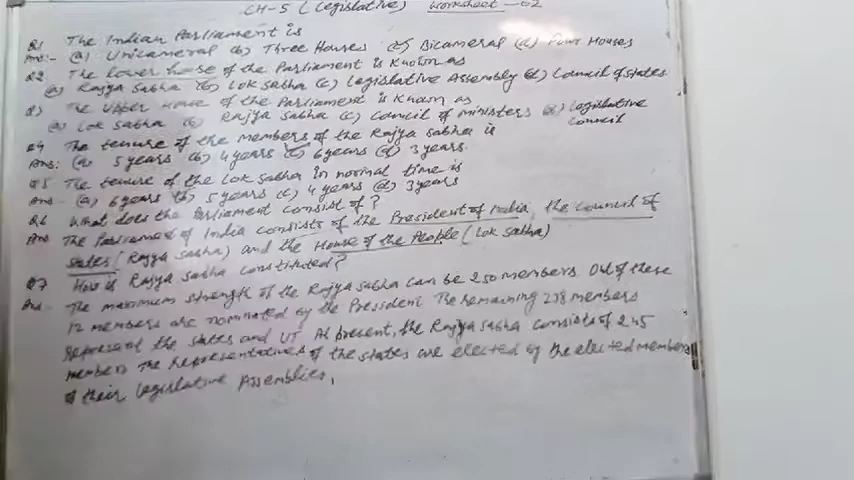 CH-5 (Legislative) Worksheet-02
Q1 The Indian Parliament is
Ans:- (a) Unicameral (b) Three Houses (c) Bicameral (d) Four Houses
Q2 The lower house of the Parliament is known as
(a) Rajya Sabha (b) Lok Sabha (c) Legislative Assembly (d) Council of States
The Upper House of the Parliament is known as
(a) Lok Sabha (b) Rajya Sabha (c) Council of Ministers (d) Legislative Council
Q4 The tenure of the members of the Rajya Sabha is
Ans: (a) 5 years (b) 4 years (c) 6 years (d) 3 years.
Q5 The tenure of the Lok Sabha in normal time is
Ans - (a) 6 years (b) 5 years (c) 4 years (d) 3 years
Q6 What does the Parliament consist of?
Ans The Parliament of India consists of the President of India, the Council of
States (Rajya Sabha) and the House of the People (Lok Sabha)
Q7 How is Rajya Sabha constituted?
Ans - The maximum strength of the Rajya Sabha can be 250 members Out of these
12 members are nominated by the President The remaining 238 members
represent the states and UT At present, the Rajya Sabha consists of 245
members The representatives of the states are elected by the elected members
of their Legislative Assemblies.